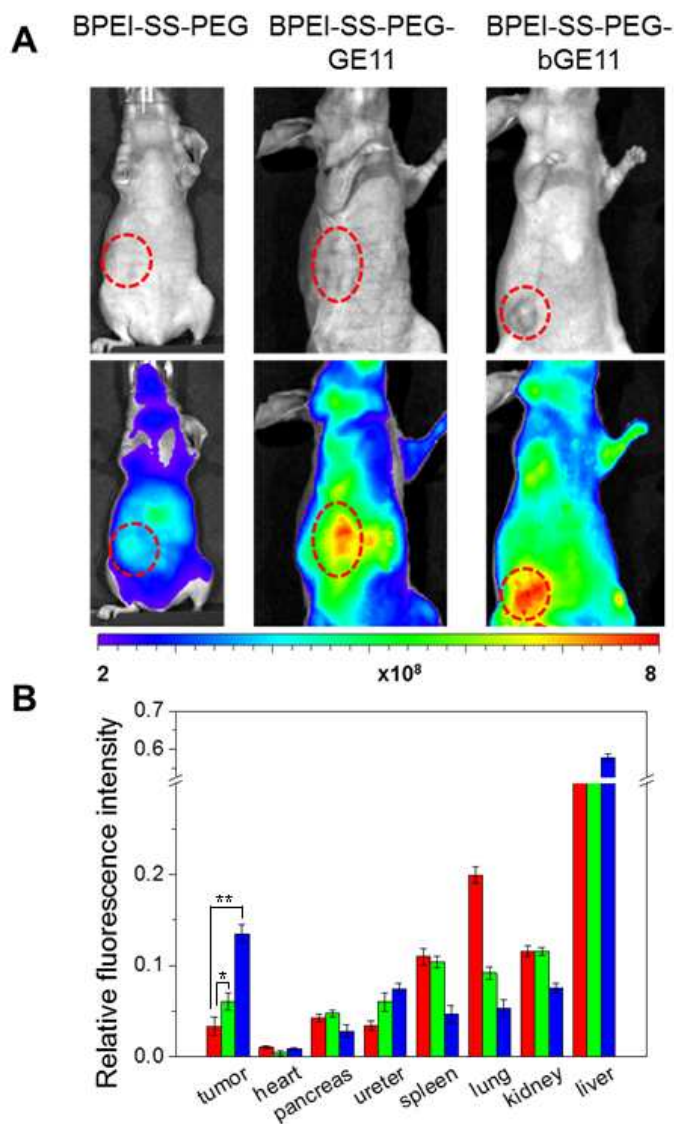 A
BPEI-SS-PEG
BPEI-SS-PEG-
GE11
BPEI-SS-PEG-
bGE11
2
x10⁸
8
B
Relative fluorescence intensity
0.7
0.6
0.2
0.1
0.0
**
*
tumor
heart
pancreas
ureter
spleen
lung
kidney
liver